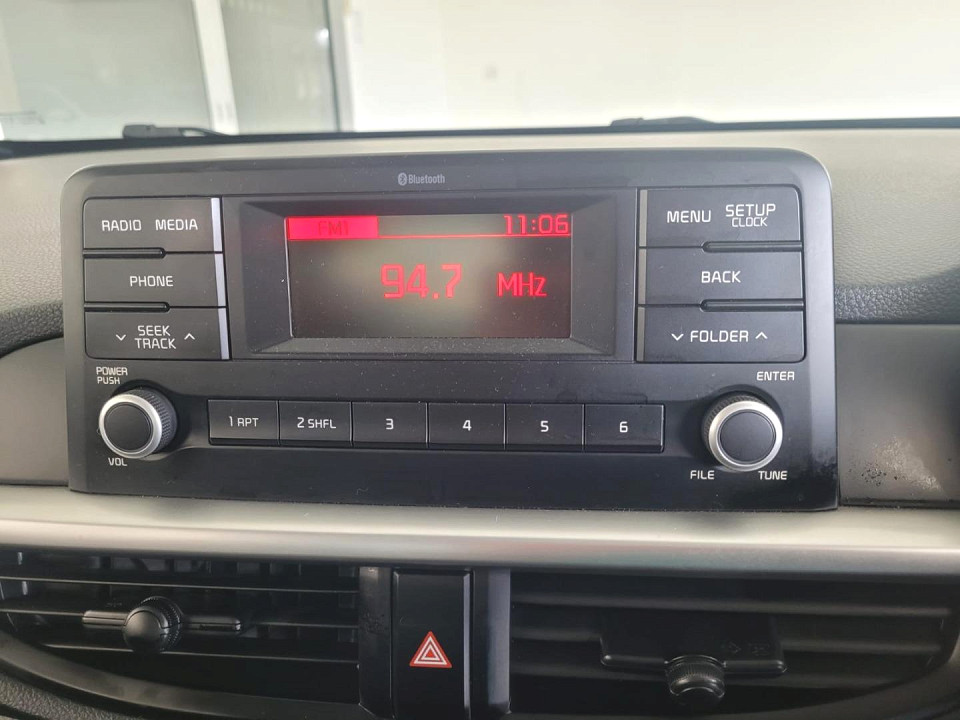 Bluetooth
RADIO MEDIA
PHONE
SEEK
TRACK
POWER
PUSH
VOL
FM1 11:06
94.7 MHz
MENU SETUP
CLOCK
BACK
FOLDER
ENTER
1 RPT 2 SHFL 3 4 5 6
FILE TUNE